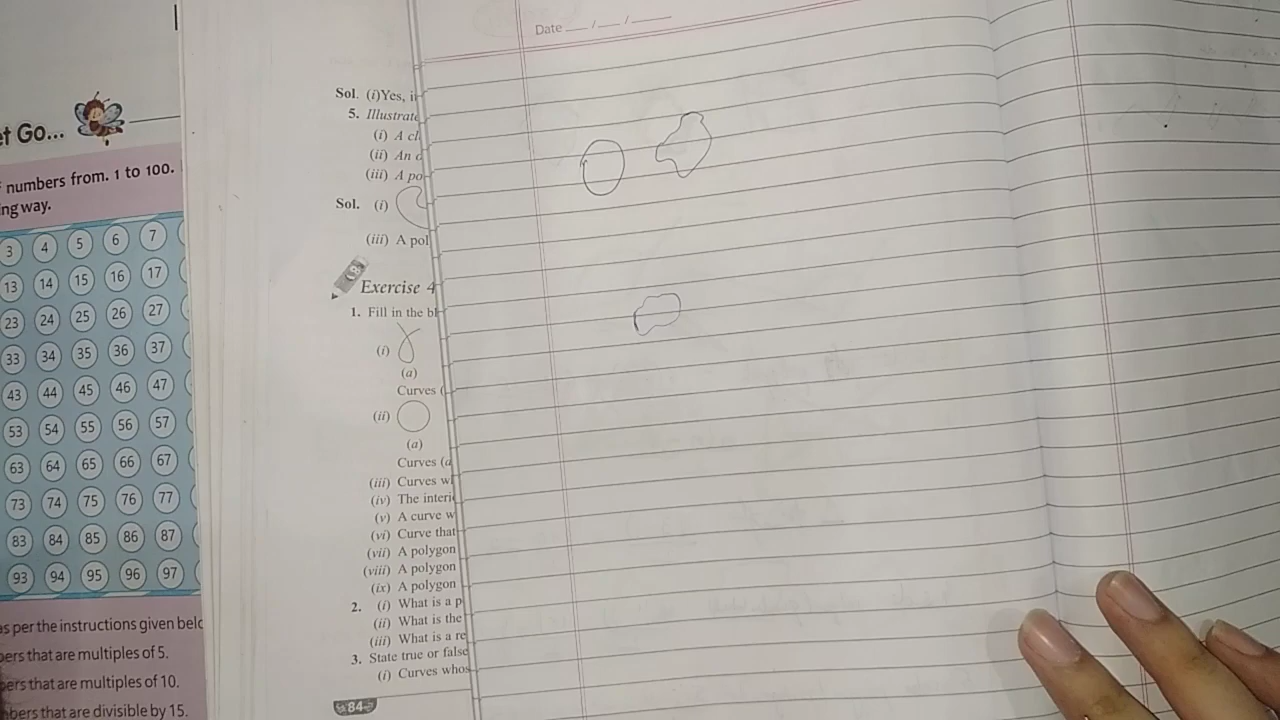 et Go...
numbers from. 1 to 100.
ing way.
3 4 5 6 7
13 14 15 16 17
23 24 25 26 27
33 34 35 36 37
43 44 45 46 47
53 54 55 56 57
63 64 65 66 67
73 74 75 76 77
83 84 85 86 87
93 94 95 96 97
as per the instructions given belo
bers that are multiples of 5.
bers that are multiples of 10.
nbers that are divisible by 15.
Sol. (i) Yes, i
5. Illustrate
(i) A cl
(ii) An
(iii) A po
Sol. (i)
(iii) A pol
Exercise 4
1. Fill in the bl
(i)
(a)
Curves (
(ii)
(a)
Curves (a
(iii) Curves w
(iv) The interi
(v) A curve w
(vi) Curve that
(vii) A polygon
(viii) A polygon
(ix) A polygon
2. (i) What is a p
(ii) What is the
(iii) What is a re
3. State true or false
(i) Curves whos
84
Date __/__/____